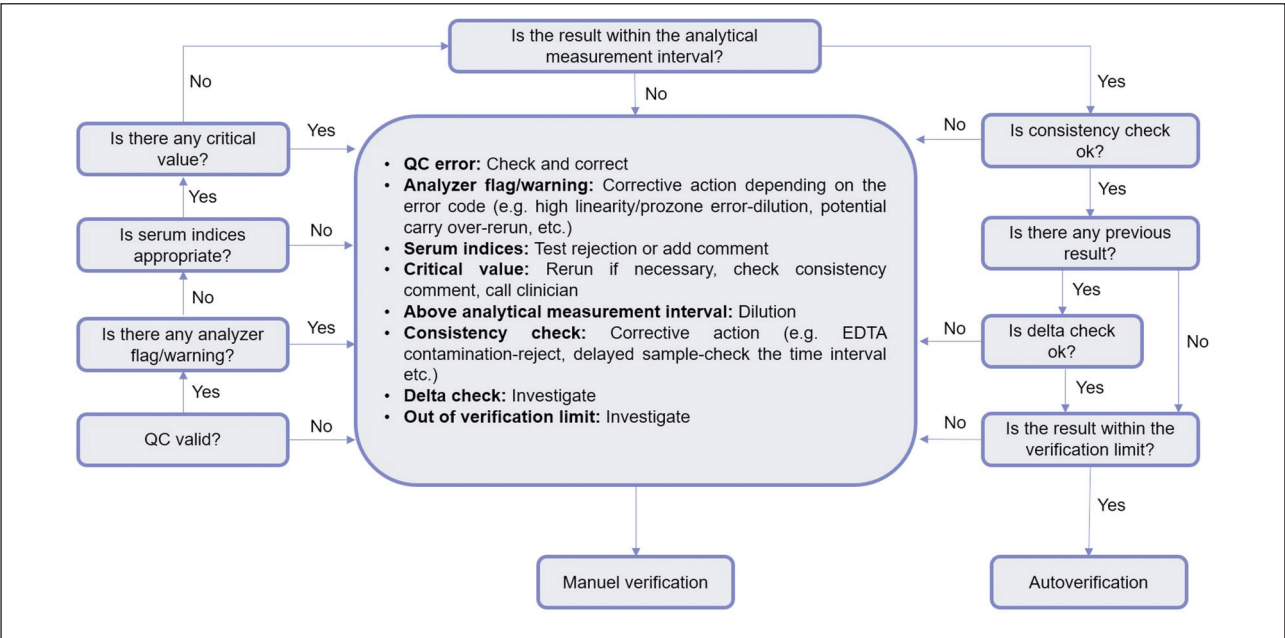 Is the result within the analytical
measurement interval?
No
Yes
No
Is there any critical
value?
Yes
Yes
Is serum indices
appropriate?
No
No
Is there any analyzer
flag/warning?
Yes
Yes
QC valid?
No
• QC error: Check and correct
• Analyzer flag/warning: Corrective action depending on the
error code (e.g. high linearity/prozone error-dilution, potential
carry over-rerun, etc.)
• Serum indices: Test rejection or add comment
• Critical value: Rerun if necessary, check consistency
comment, call clinician
• Above analytical measurement interval: Dilution
• Consistency check: Corrective action (e.g. EDTA
contamination-reject, delayed sample-check the time interval
etc.)
• Delta check: Investigate
• Out of verification limit: Investigate
No
Is consistency check
ok?
Yes
Is there any previous
result?
Yes
No
No
Is delta check
ok?
Yes
No
Is the result within the
verification limit?
Yes
Manuel verification
Autoverification